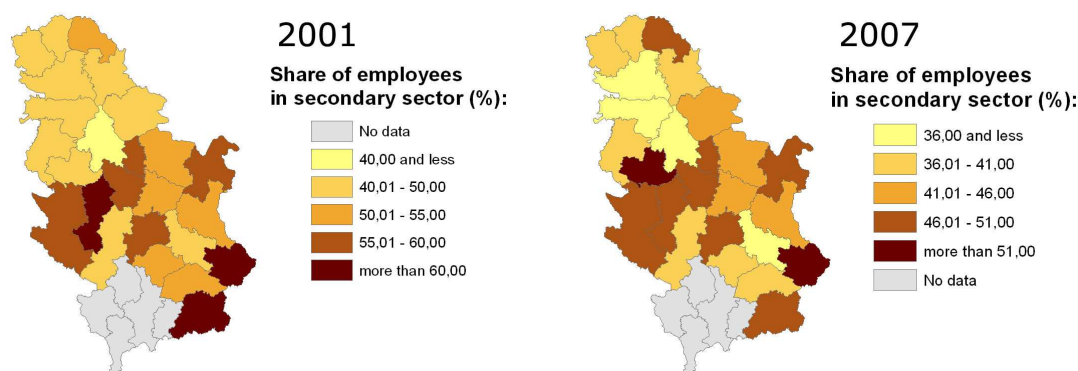 2001
Share of employees
in secondary sector (%):
No data
40,00 and less
40,01 - 50,00
50,01 - 55,00
55,01 - 60,00
more than 60,00
2007
Share of employees
in secondary sector (%):
36,00 and less
36,01 - 41,00
41,01 - 46,00
46,01 - 51,00
more than 51,00
No data